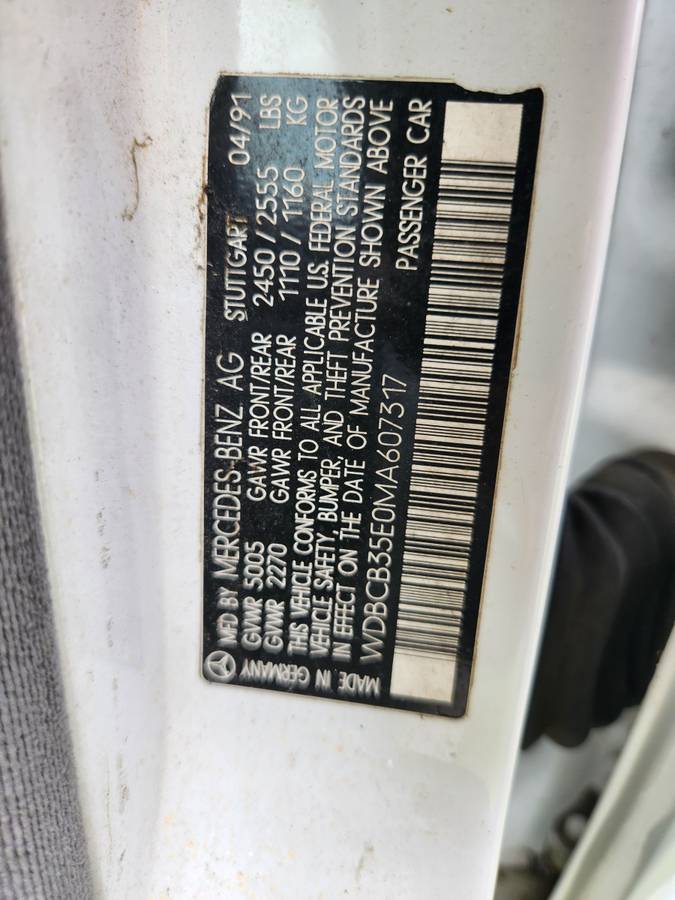 MFD BY MERCEDES-BENZ AG STUTTGART 04/91
GVWR 5005 GAWR FRONT/REAR 2450 / 2555 LBS
GVWR 2270 GAWR FRONT/REAR 1110 / 1160 KG
THIS VEHICLE CONFORMS TO ALL APPLICABLE U.S. FEDERAL MOTOR
VEHICLE SAFETY, BUMPER, AND THEFT PREVENTION STANDARDS
IN EFFECT ON THE DATE OF MANUFACTURE SHOWN ABOVE
WDBCB35E0MA607317 PASSENGER CAR
MADE IN GERMANY